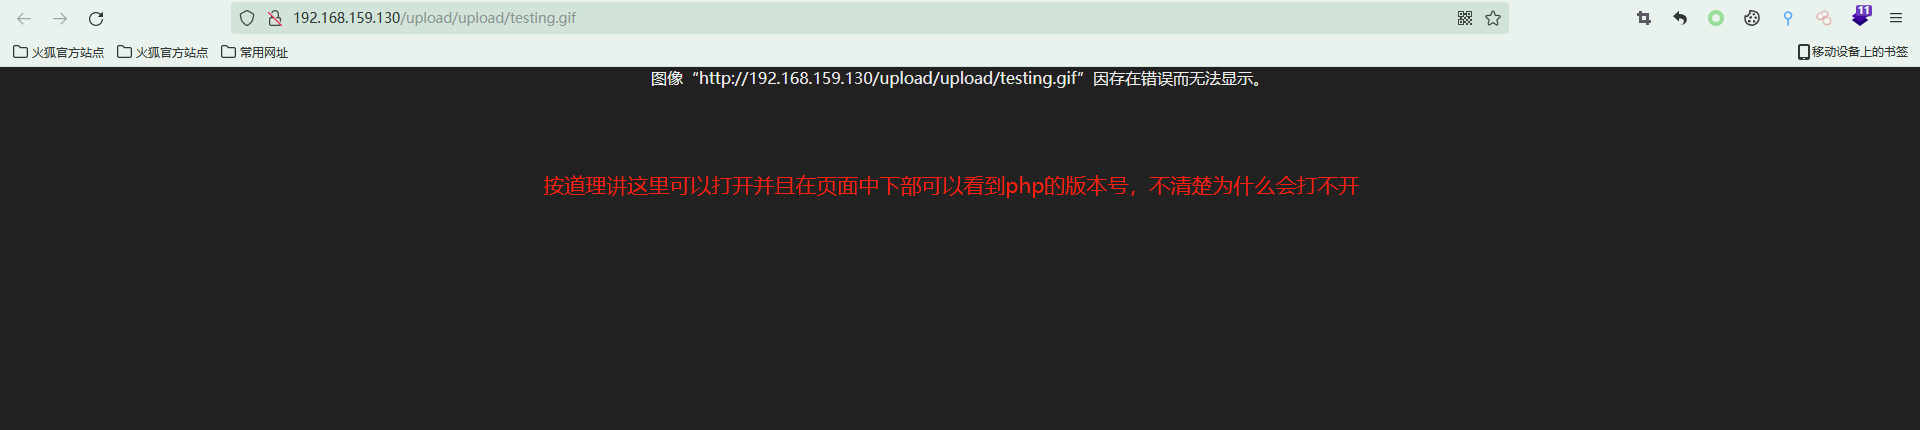 192.168.159.130/upload/upload/testing.gif
11
火狐官方站点
火狐官方站点
常用网址
移动设备上的书签
图像“http://192.168.159.130/upload/upload/testing.gif”因存在错误而无法显示。
按道理讲这里可以打开并且在页面中下部可以看到php的版本号，不清楚为什么会打不开